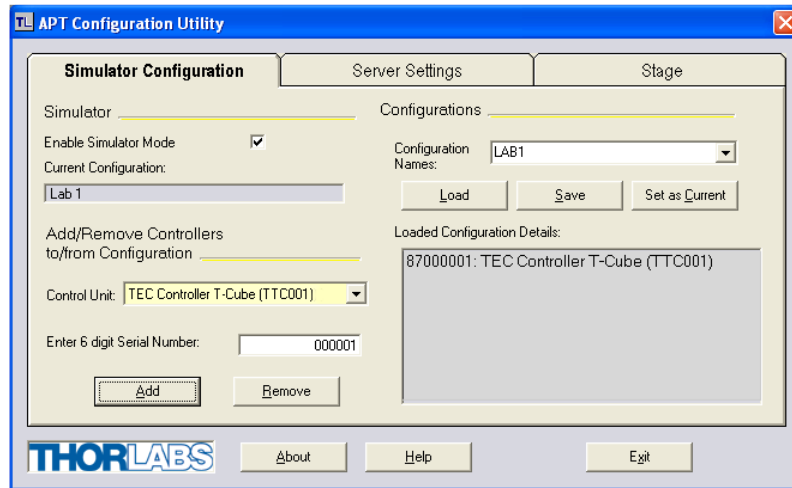 TL APT Configuration Utility
Simulator Configuration
Server Settings
Stage
Simulator
Enable Simulator Mode
Current Configuration:
Lab 1
Add/Remove Controllers
to/from Configuration
Control Unit: TEC Controller T-Cube (TTC001)
Enter 6 digit Serial Number: 000001
Add Remove
Configurations
Configuration
Names:
LAB1
Load Save Set as Current
Loaded Configuration Details:
87000001: TEC Controller T-Cube (TTC001)
THORLABS
About Help Exit